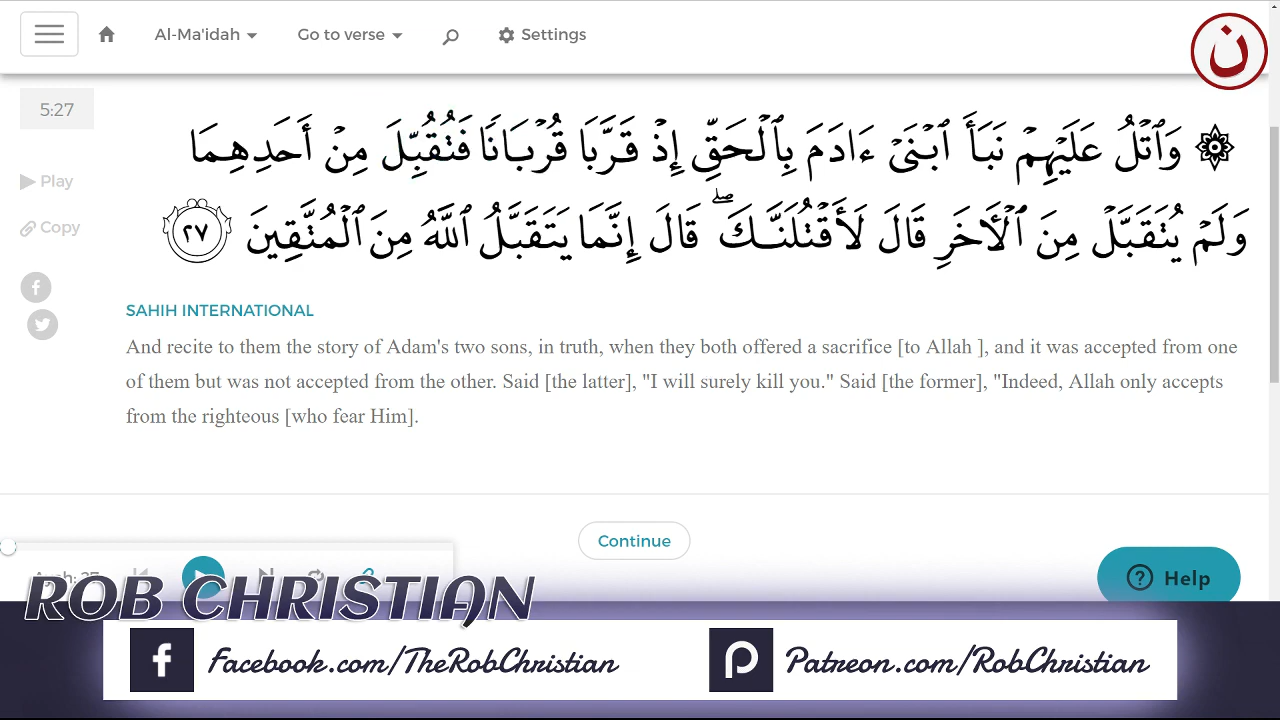 Al-Ma'idah
Go to verse
Settings
ن
5:27
Play
Copy
۞ وَٱتْلُ عَلَيْهِمْ نَبَأَ ٱبْنَىْ ءَادَمَ بِٱلْحَقِّ إِذْ قَرَّبَا قُرْبَانًا فَتُقُبِّلَ مِنْ أَحَدِهِمَا
وَلَمْ يُتَقَبَّلْ مِنَ ٱلْـَٔاخَرِ قَالَ لَأَقْتُلَنَّكَ ۖ قَالَ إِنَّمَا يَتَقَبَّلُ ٱللَّهُ مِنَ ٱلْمُتَّقِينَ ٢٧
SAHIH INTERNATIONAL
And recite to them the story of Adam's two sons, in truth, when they both offered a sacrifice [to Allah ], and it was accepted from one
of them but was not accepted from the other. Said [the latter], "I will surely kill you." Said [the former], "Indeed, Allah only accepts
from the righteous [who fear Him].
Continue
Help
ROB CHRISTIAN
Facebook.com/TheRobChristian
Patreon.com/RobChristian